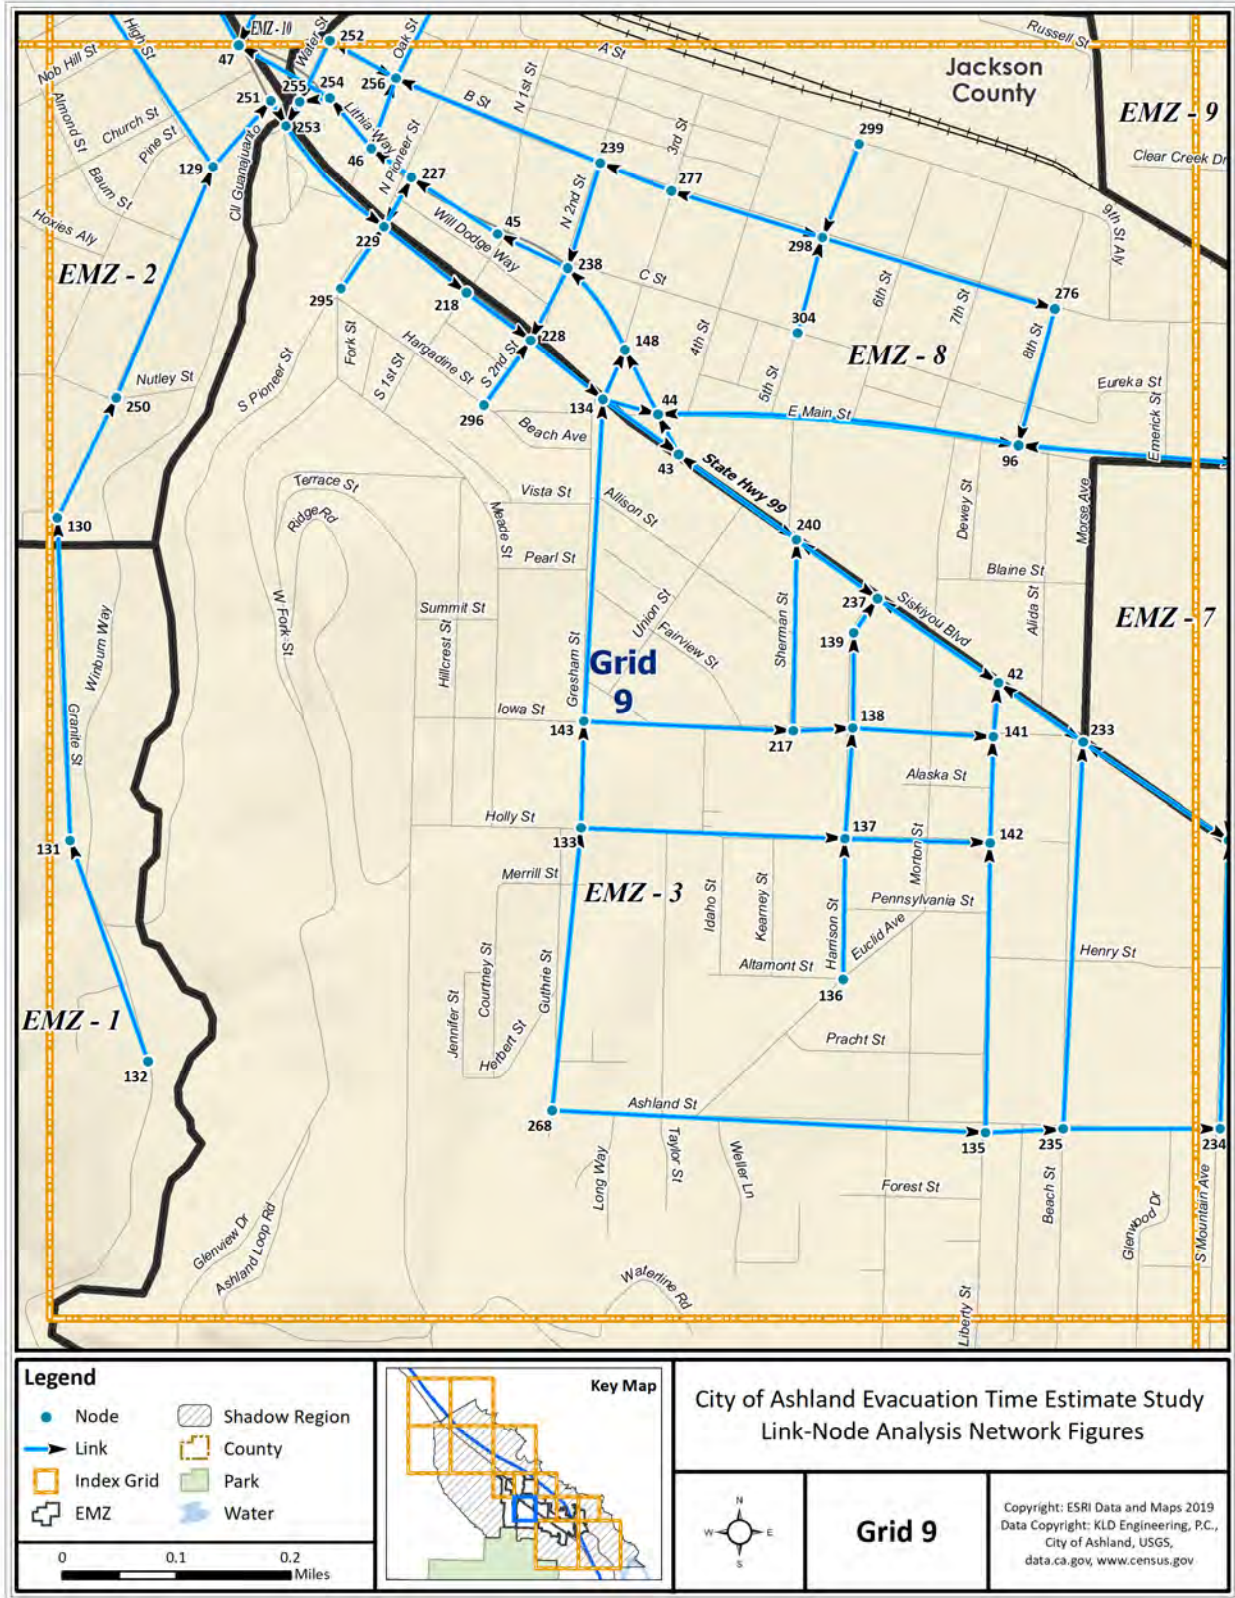 EMZ - 10
Water St
252
Oak St
High St
47
Nob Hill St
A St
Russell St
Jackson
County
EMZ - 9
256
254
255
251
253
B St
N 1st St
Almond St
Church St
Pine St
Lithia Way
46
N Pioneer St
3rd St
299
Clear Creek Dr
129
Baum St
Cll Guanajuanto
227
239
277
9th St Aly
Hoxies Aly
229
45
Will Dodge Way
N 2nd St
238
298
EMZ - 2
C St
6th St
7th St
276
295
218
304
8th St
228
148
4th St
EMZ - 8
Fork St
Hargadine St
S 1st St
S 2nd St
5th St
Nutley St
250
S Pioneer St
296
134
44
E Main St
Eureka St
Emerick St
Beach Ave
43
96
State Hwy 99
Terrace St
Vista St
Allison St
Dewey St
Morse Ave
Ridge Rd
Meade St
130
240
Pearl St
Blaine St
W Fork St
Summit St
Union St
237
Siskiyou Blvd
Alida St
EMZ - 7
Winburn Way
Hillcrest St
Gresham St
Fairview St
Sherman St
139
Grid
9
42
Granite St
Iowa St
143
217
138
141
233
Alaska St
Holly St
131
133
137
142
Morton St
Merrill St
EMZ - 3
Idaho St
Kearney St
Pennsylvania St
Harrison St
Euclid Ave
Courtney St
Guthrie St
Altamont St
Henry St
136
EMZ - 1
Jennifer St
Herbert St
Pracht St
132
Ashland St
268
135
235
234
Long Way
Taylor St
Weller Ln
Forest St
Beach St
S Mountain Ave
Glenview Dr
Ashland Loop Rd
Glenwood Dr
Waterline Rd
Liberty St
Legend
Node
Shadow Region
Link
County
Index Grid
Park
EMZ
Water
0 0.1 0.2
Miles
Key Map
City of Ashland Evacuation Time Estimate Study
Link-Node Analysis Network Figures
N
W E
S
Grid 9
Copyright: ESRI Data and Maps 2019
Data Copyright: KLD Engineering, P.C.,
City of Ashland, USGS,
data.ca.gov, www.census.gov